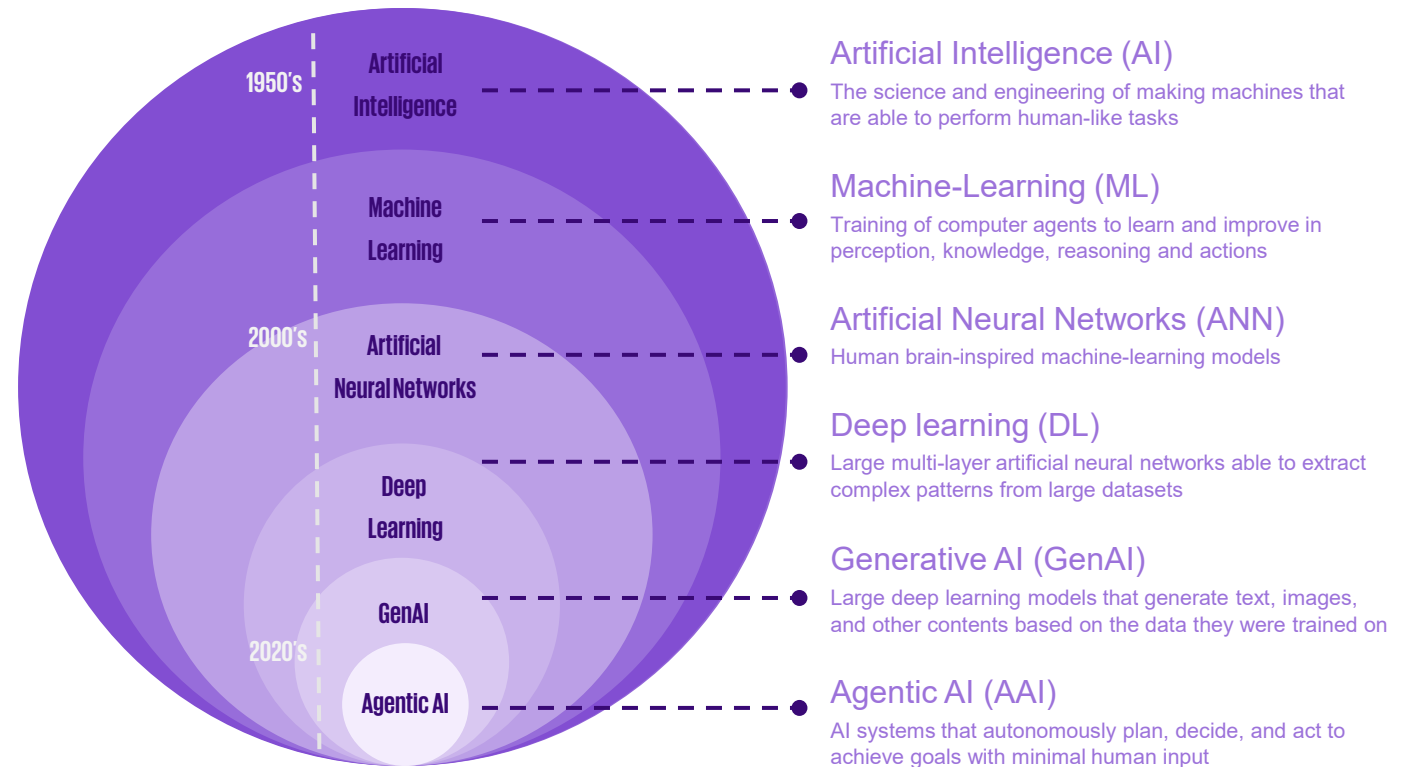 1950's
Artificial
Intelligence
Artificial Intelligence (AI)
The science and engineering of making machines that
are able to perform human-like tasks
Machine
Learning
Machine-Learning (ML)
Training of computer agents to learn and improve in
perception, knowledge, reasoning and actions
2000's
Artificial
Neural Networks
Artificial Neural Networks (ANN)
Human brain-inspired machine-learning models
Deep
Learning
Deep learning (DL)
Large multi-layer artificial neural networks able to extract
complex patterns from large datasets
GenAI
Generative AI (GenAI)
Large deep learning models that generate text, images,
and other contents based on the data they were trained on
2020's
Agentic AI
Agentic AI (AAI)
AI systems that autonomously plan, decide, and act to
achieve goals with minimal human input